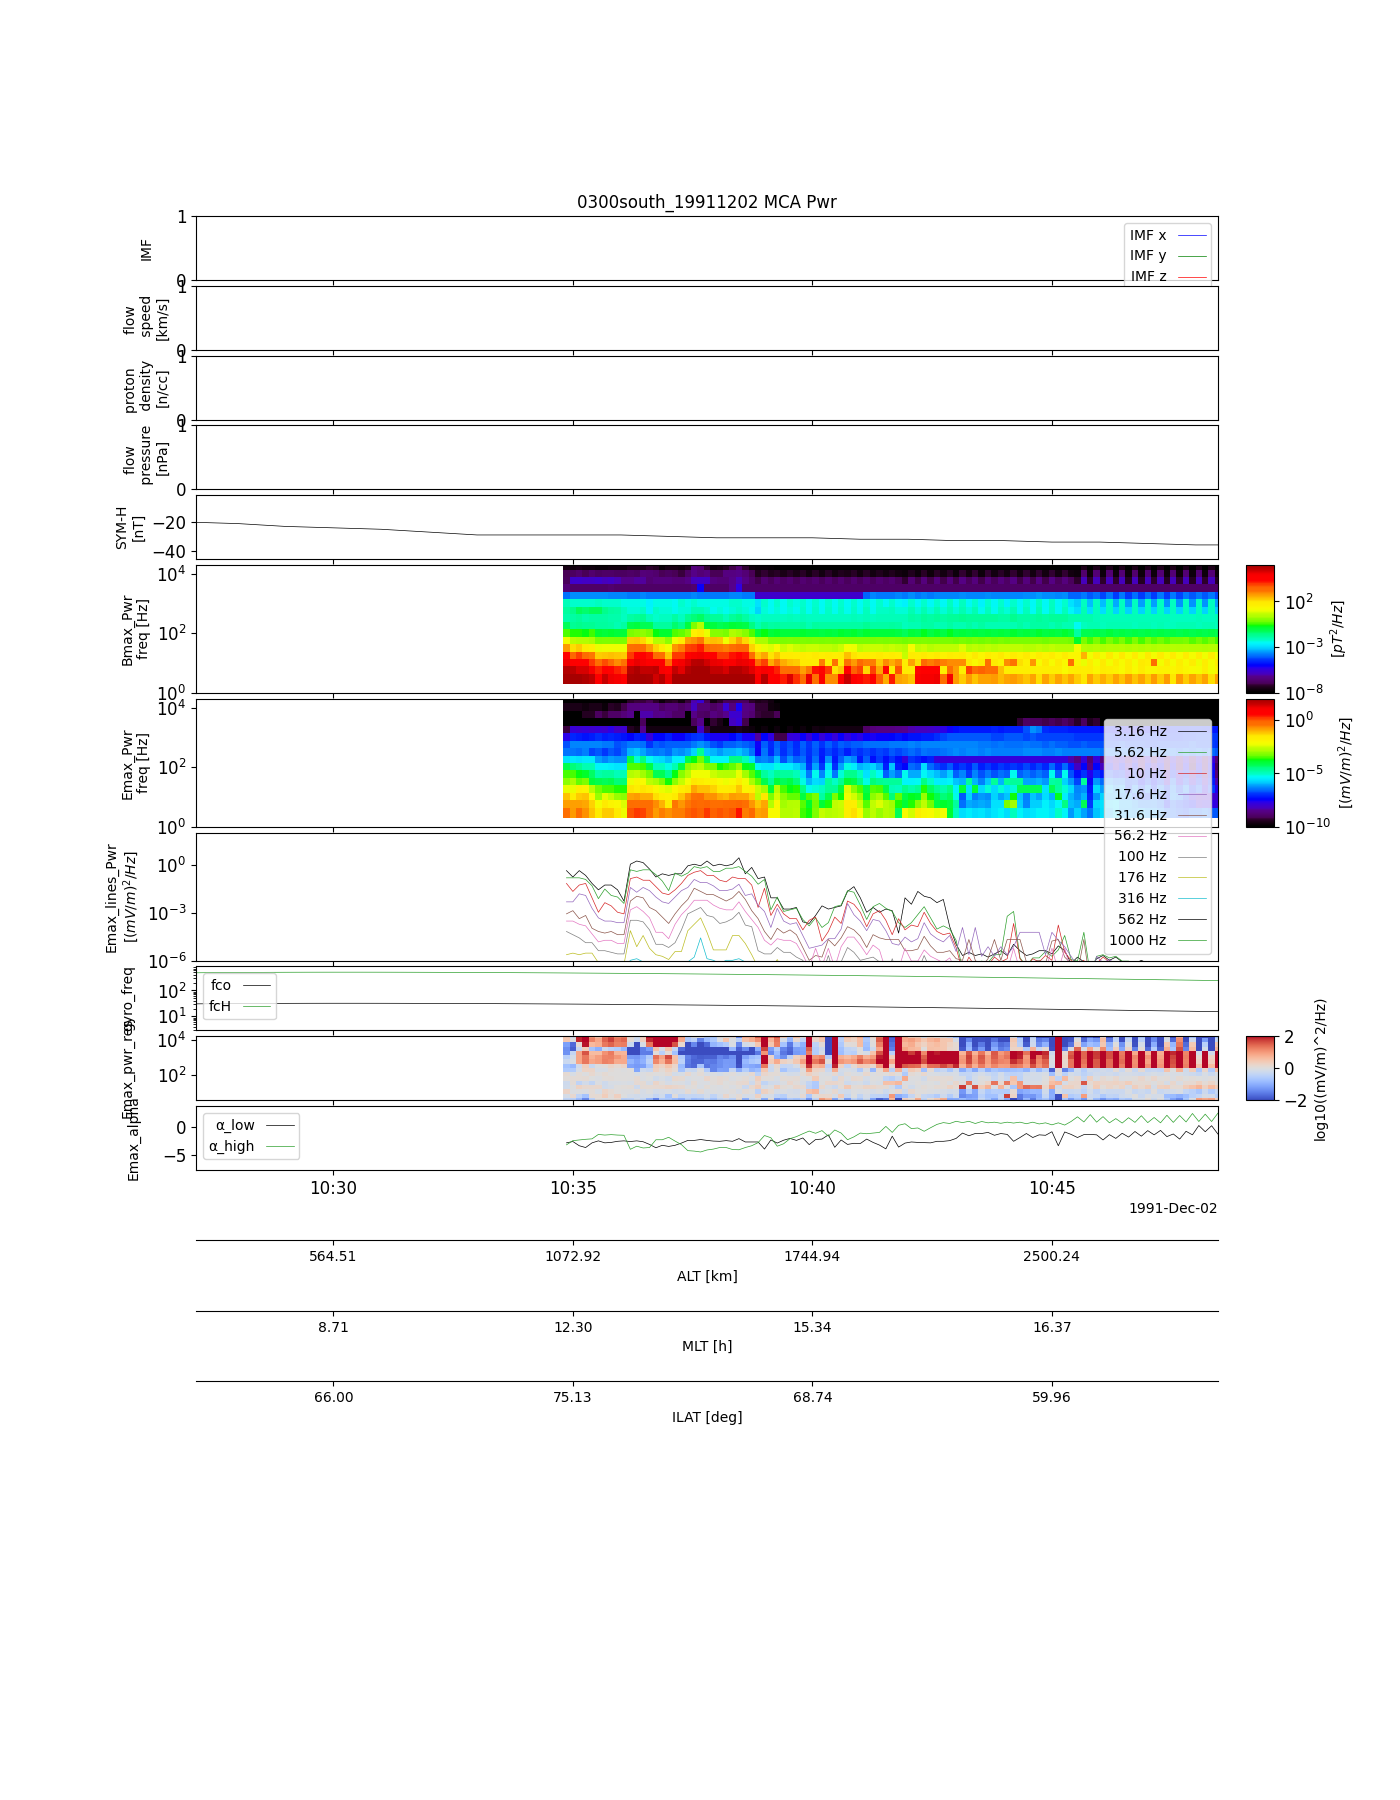 0300south_19911202 MCA Pwr
1
0
IMF
IMF x
IMF y
IMF z
1
0
flow
speed
[km/s]
1
0
proton
density
[n/cc]
1
0
flow
pressure
[nPa]
−20
−40
SYM-H
[nT]
10^4
10^2
10^0
Bmax_Pwr
freq [Hz]
10^2
10^−3
10^−8
[pT^2/Hz]
10^4
10^2
10^0
Emax_Pwr
freq [Hz]
10^0
10^−5
10^−10
[(mV/m)^2/Hz]
3.16 Hz
5.62 Hz
10 Hz
17.6 Hz
31.6 Hz
56.2 Hz
100 Hz
176 Hz
316 Hz
562 Hz
1000 Hz
10^0
10^−3
10^−6
Emax_lines_Pwr
[(mV/m)^2/Hz]
10^2
10^1
gyro_freq
fco
fcH
10^4
10^2
Emax_pwr_reg
2
0
−2
log10((mV/m)^2/Hz)
0
−5
Emax_alpha
α_low
α_high
10:30 10:35 10:40 10:45
1991-Dec-02
564.51 1072.92 1744.94 2500.24
ALT [km]
8.71 12.30 15.34 16.37
MLT [h]
66.00 75.13 68.74 59.96
ILAT [deg]